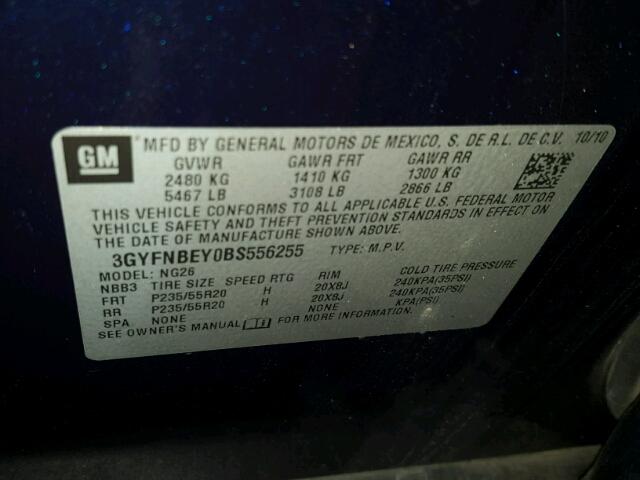 GM
MFD BY GENERAL MOTORS DE MEXICO, S. DE R.L. DE C.V. 10/10
GVWR GAWR FRT GAWR RR
2480 KG 1410 KG 1300 KG
5467 LB 3108 LB 2866 LB
THIS VEHICLE CONFORMS TO ALL APPLICABLE U.S. FEDERAL MOTOR
VEHICLE SAFETY AND THEFT PREVENTION STANDARDS IN EFFECT ON
THE DATE OF MANUFACTURE SHOWN ABOVE.
3GYFNBEY0BS556255 TYPE: M.P.V.
MODEL: NG26
NBB3 TIRE SIZE SPEED RTG RIM COLD TIRE PRESSURE
FRT P235/55R20 H 20X8J 240KPA(35PSI)
RR P235/55R20 H 20X8J 240KPA(35PSI)
SPA NONE NONE KPA(PSI)
SEE OWNER'S MANUAL FOR MORE INFORMATION.